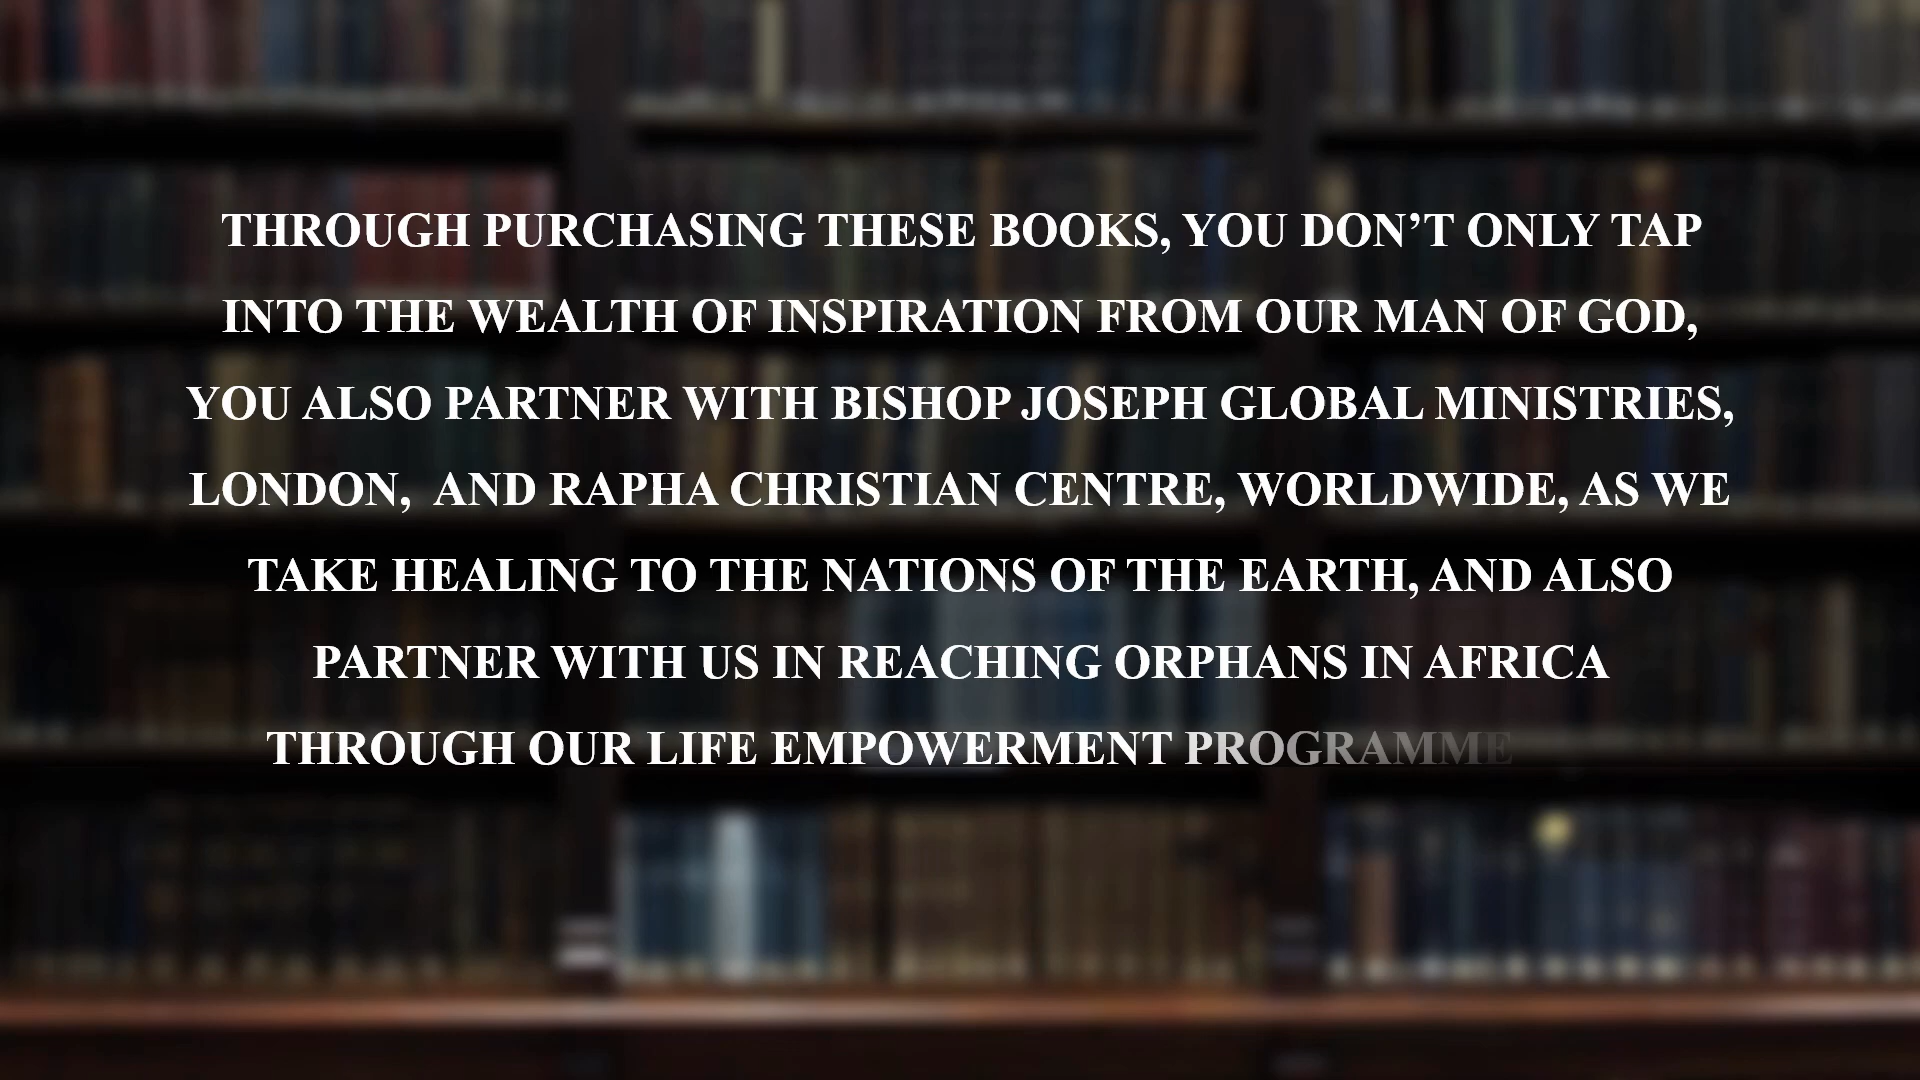 THROUGH PURCHASING THESE BOOKS, YOU DON’T ONLY TAP
INTO THE WEALTH OF INSPIRATION FROM OUR MAN OF GOD,
YOU ALSO PARTNER WITH BISHOP JOSEPH GLOBAL MINISTRIES,
LONDON,  AND RAPHA CHRISTIAN CENTRE, WORLDWIDE, AS WE
TAKE HEALING TO THE NATIONS OF THE EARTH, AND ALSO
PARTNER WITH US IN REACHING ORPHANS IN AFRICA
THROUGH OUR LIFE EMPOWERMENT PROGRAMME